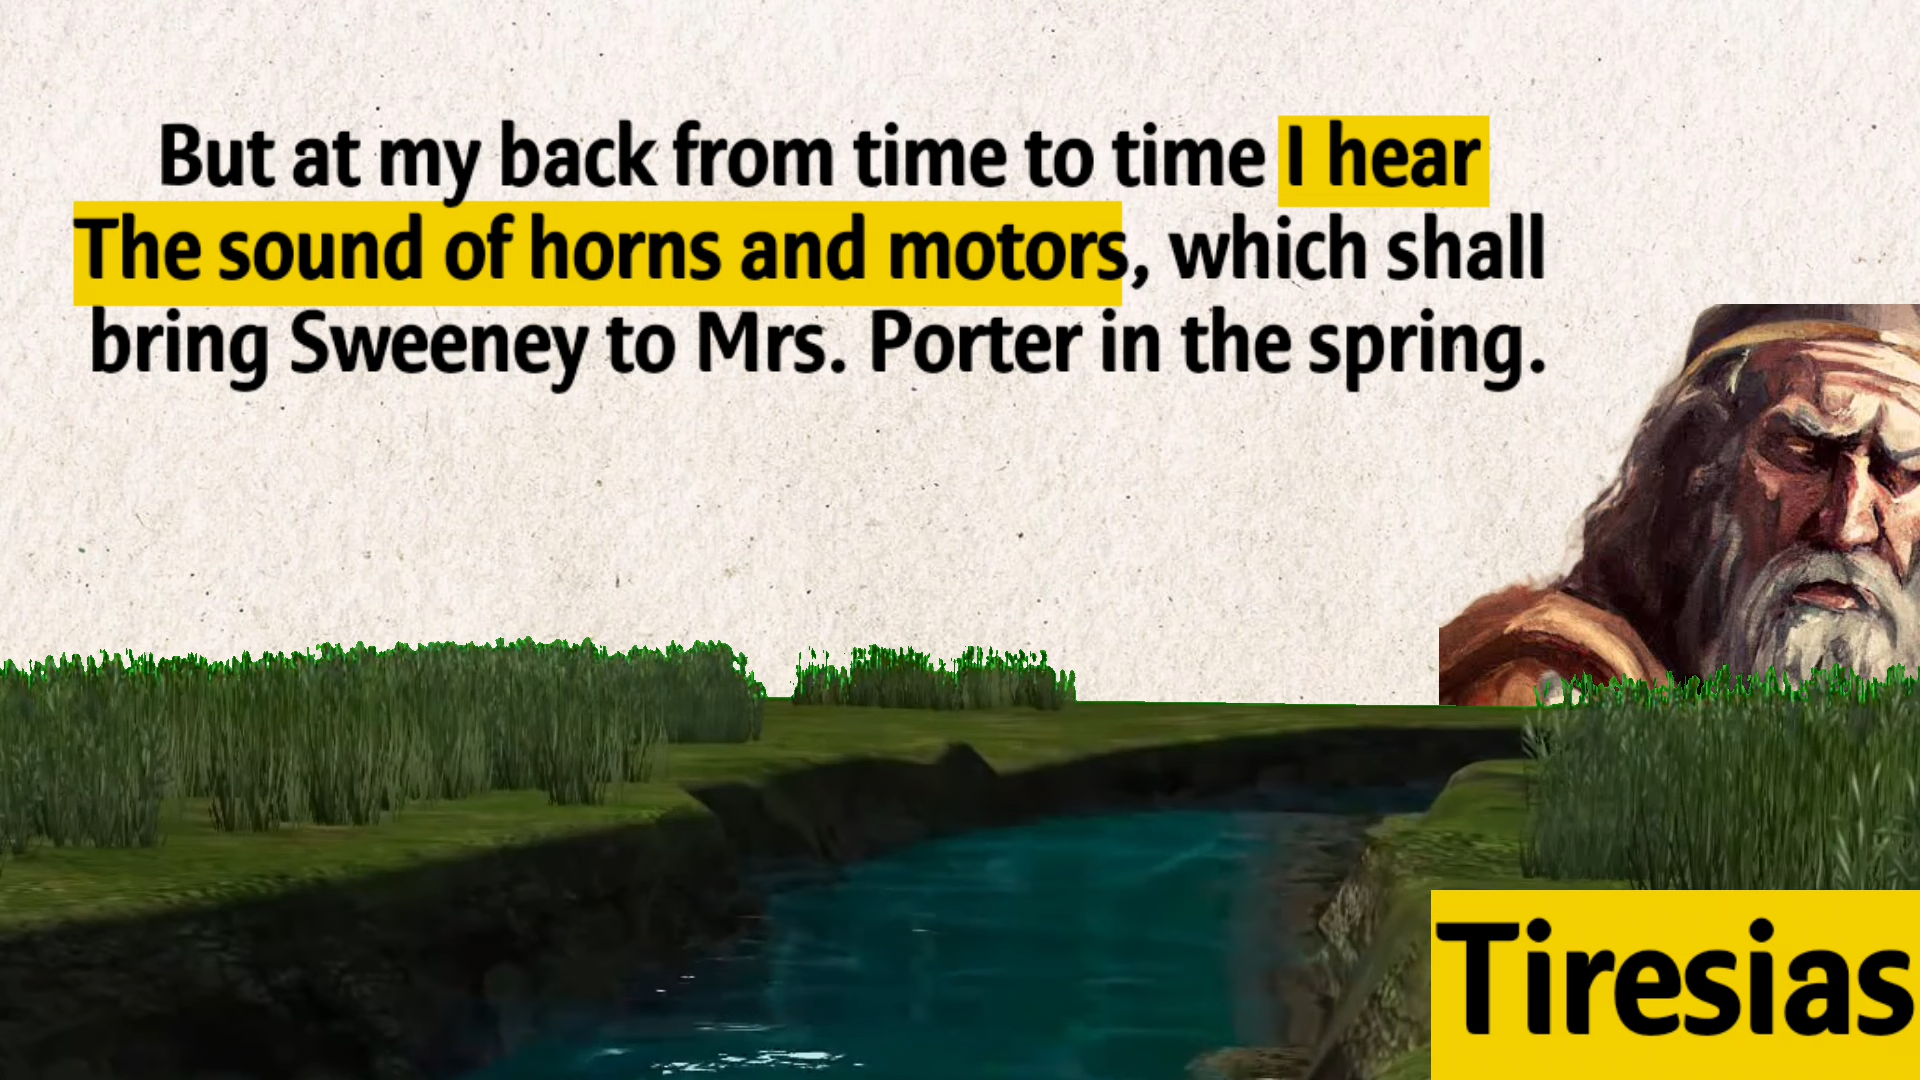 But at my back from time to time I hear
The sound of horns and motors, which shall
bring Sweeney to Mrs. Porter in the spring.
Tiresias